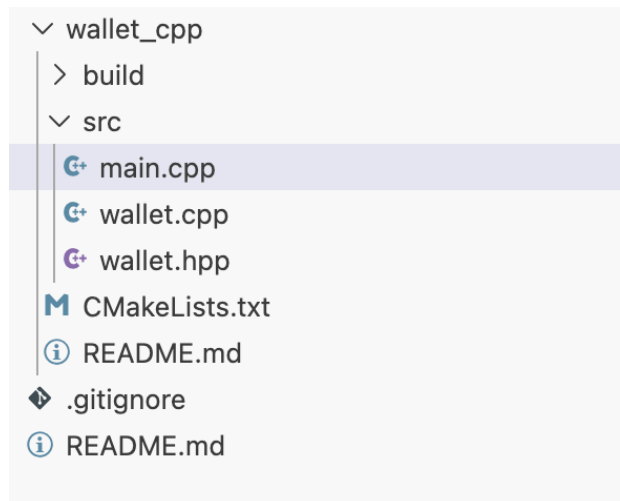 wallet_cpp
build
src
main.cpp
wallet.cpp
wallet.hpp
CMakeLists.txt
README.md
.gitignore
README.md